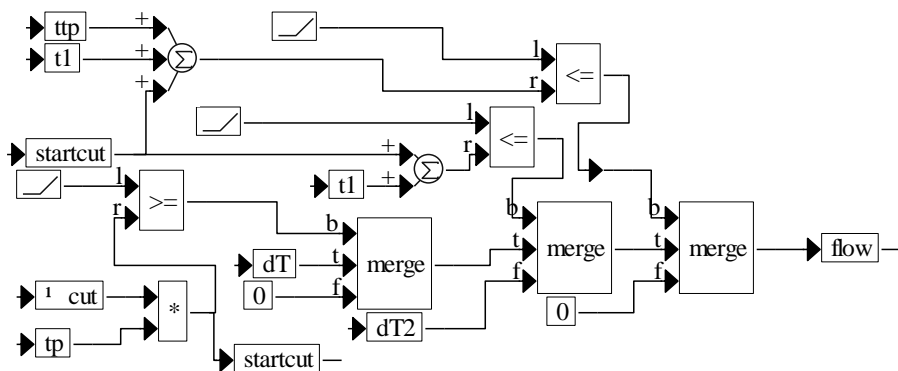 ttp
+
t1
+
Σ
+
l
r
<=
l
r
<=
startcut
+
t1
+
Σ
l
r
>=
b
t
f
merge
b
t
f
merge
b
t
f
merge
flow
dT
0
dT2
0
¹ cut
tp
*
startcut